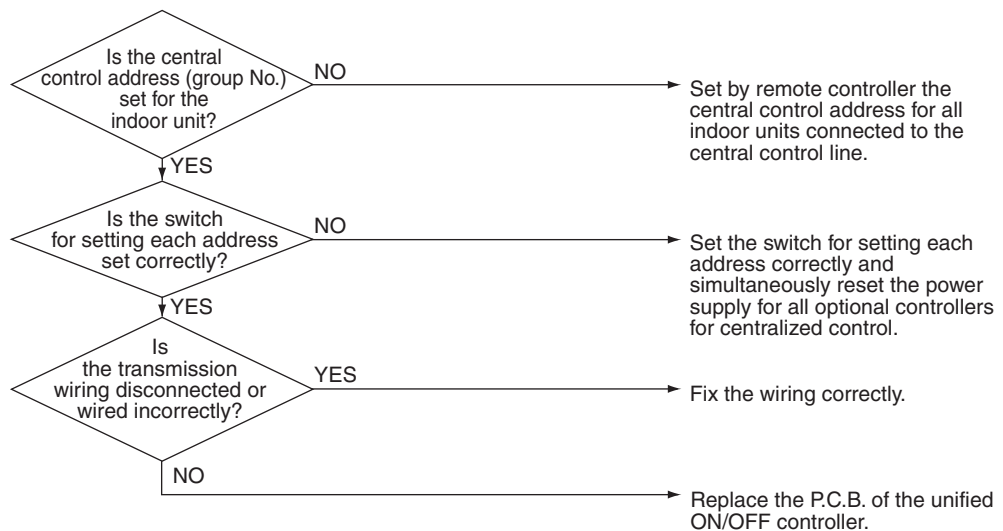 Is the central
control address (group No.)
set for the
indoor unit?
NO
Set by remote controller the
central control address for all
indoor units connected to the
central control line.
YES
Is the switch
for setting each address
set correctly?
NO
Set the switch for setting each
address correctly and
simultaneously reset the power
supply for all optional controllers
for centralized control.
YES
Is
the transmission
wiring disconnected or
wired incorrectly?
YES
Fix the wiring correctly.
NO
Replace the P.C.B. of the unified
ON/OFF controller.